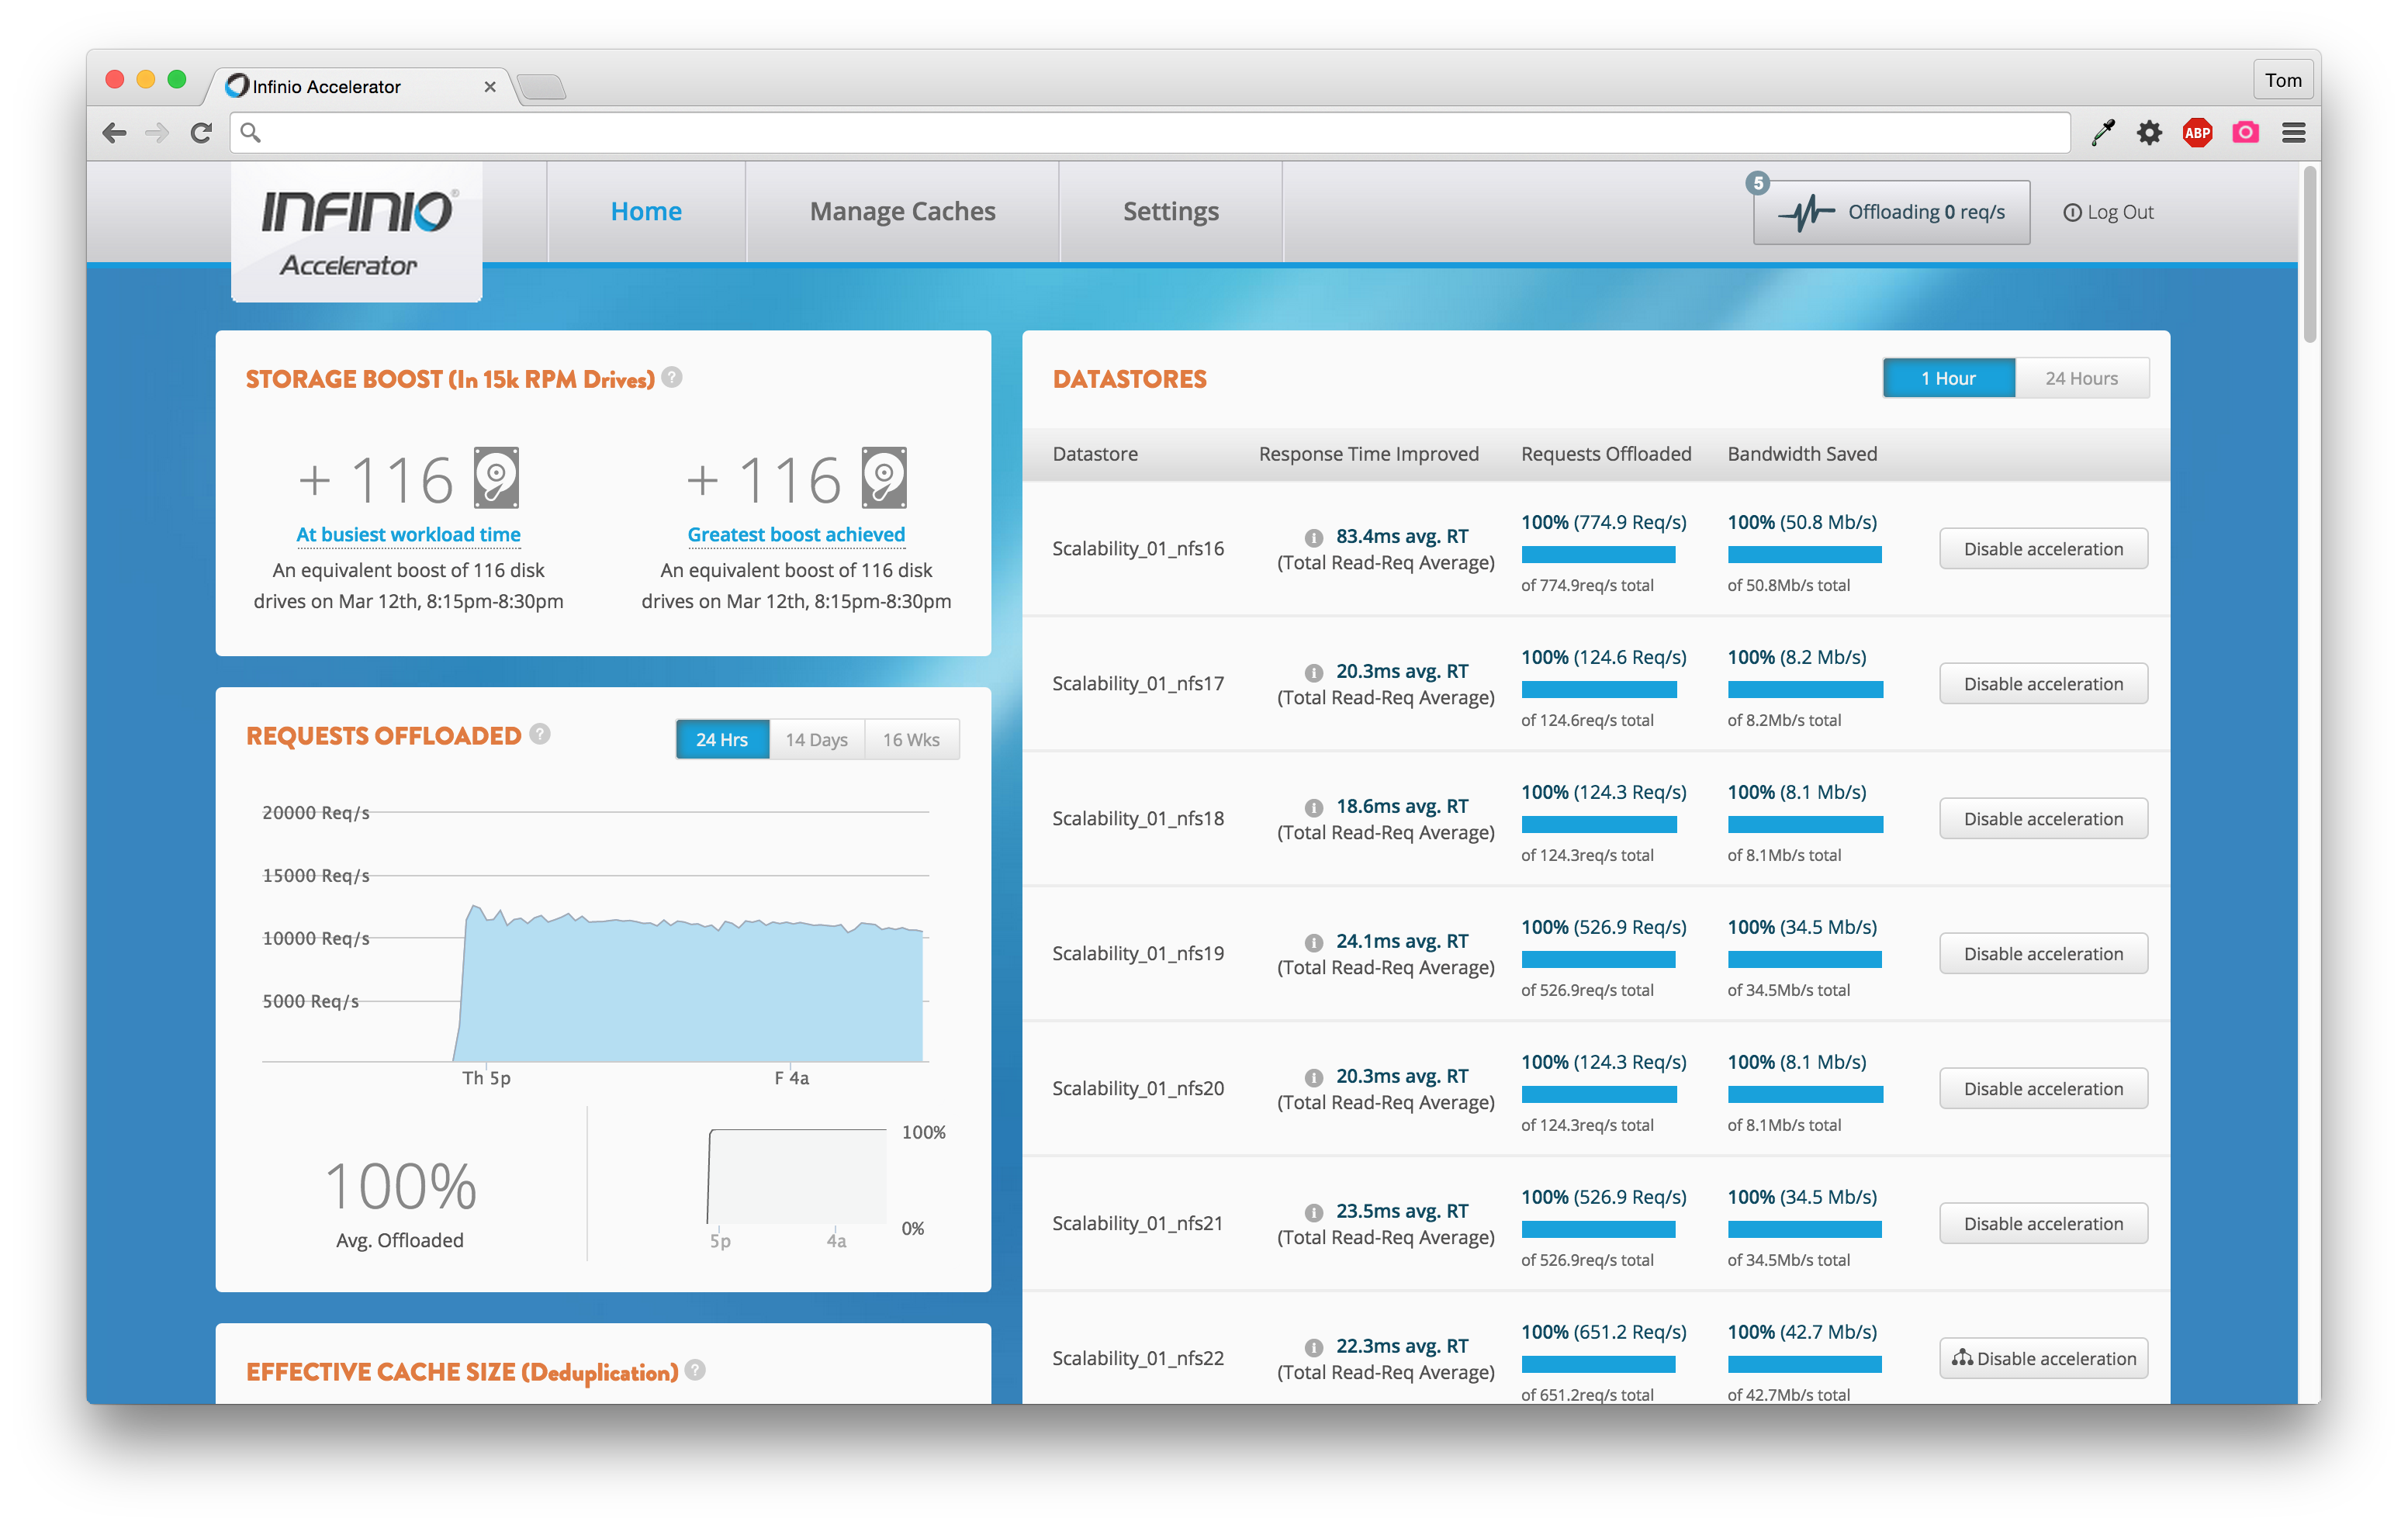 Infinio Accelerator
Tom
ABP
INFINIO®
Accelerator
Home
Manage Caches
Settings
5
Offloading 0 req/s
Log Out
STORAGE BOOST (In 15k RPM Drives) ?
+ 116
At busiest workload time
An equivalent boost of 116 disk
drives on Mar 12th, 8:15pm-8:30pm
+ 116
Greatest boost achieved
An equivalent boost of 116 disk
drives on Mar 12th, 8:15pm-8:30pm
REQUESTS OFFLOADED ?
24 Hrs
14 Days
16 Wks
20000 Req/s
15000 Req/s
10000 Req/s
5000 Req/s
Th 5p
F 4a
100%
Avg. Offloaded
100%
0%
5p
4a
EFFECTIVE CACHE SIZE (Deduplication) ?
DATASTORES
1 Hour
24 Hours
Datastore
Response Time Improved
Requests Offloaded
Bandwidth Saved
Scalability_01_nfs16
83.4ms avg. RT
(Total Read-Req Average)
100% (774.9 Req/s)
of 774.9req/s total
100% (50.8 Mb/s)
of 50.8Mb/s total
Disable acceleration
Scalability_01_nfs17
20.3ms avg. RT
(Total Read-Req Average)
100% (124.6 Req/s)
of 124.6req/s total
100% (8.2 Mb/s)
of 8.2Mb/s total
Disable acceleration
Scalability_01_nfs18
18.6ms avg. RT
(Total Read-Req Average)
100% (124.3 Req/s)
of 124.3req/s total
100% (8.1 Mb/s)
of 8.1Mb/s total
Disable acceleration
Scalability_01_nfs19
24.1ms avg. RT
(Total Read-Req Average)
100% (526.9 Req/s)
of 526.9req/s total
100% (34.5 Mb/s)
of 34.5Mb/s total
Disable acceleration
Scalability_01_nfs20
20.3ms avg. RT
(Total Read-Req Average)
100% (124.3 Req/s)
of 124.3req/s total
100% (8.1 Mb/s)
of 8.1Mb/s total
Disable acceleration
Scalability_01_nfs21
23.5ms avg. RT
(Total Read-Req Average)
100% (526.9 Req/s)
of 526.9req/s total
100% (34.5 Mb/s)
of 34.5Mb/s total
Disable acceleration
Scalability_01_nfs22
22.3ms avg. RT
(Total Read-Req Average)
100% (651.2 Req/s)
of 651.2req/s total
100% (42.7 Mb/s)
of 42.7Mb/s total
Disable acceleration